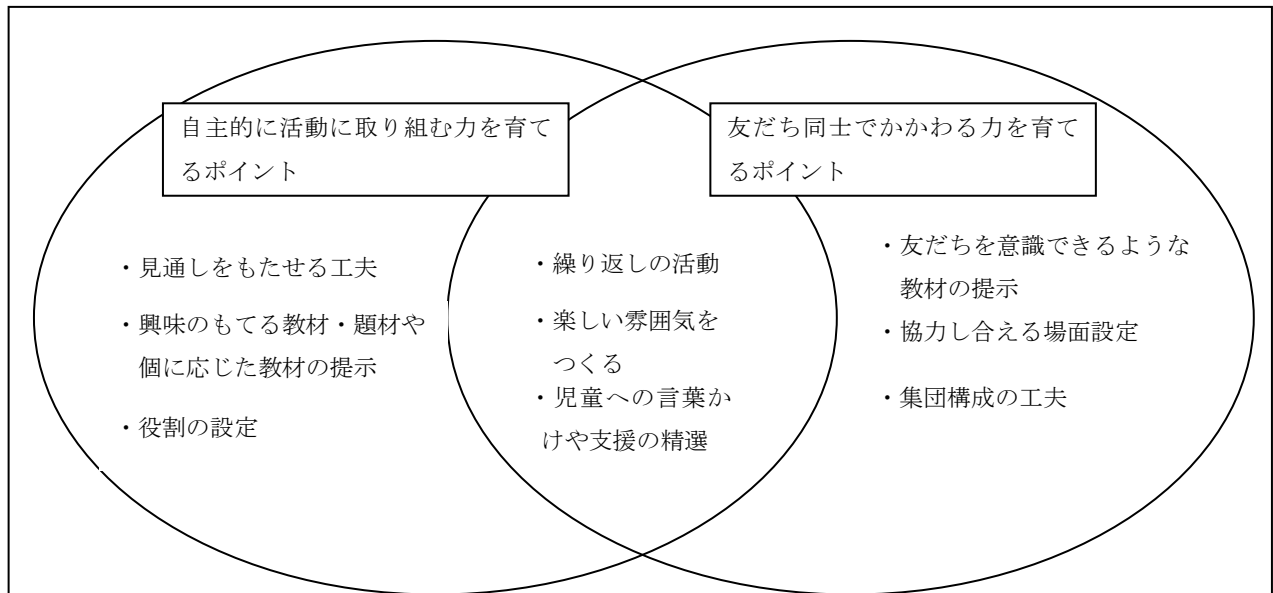 自主的に活動に取り組む力を育て
るポイント
友だち同士でかかわる力を育て
るポイント
・見通しをもたせる工夫
・興味のもてる教材・題材や
個に応じた教材の提示
・役割の設定
・繰り返しの活動
・楽しい雰囲気を
つくる
・児童への言葉か
けや支援の精選
・友だちを意識できるような
教材の提示
・協力し合える場面設定
・集団構成の工夫